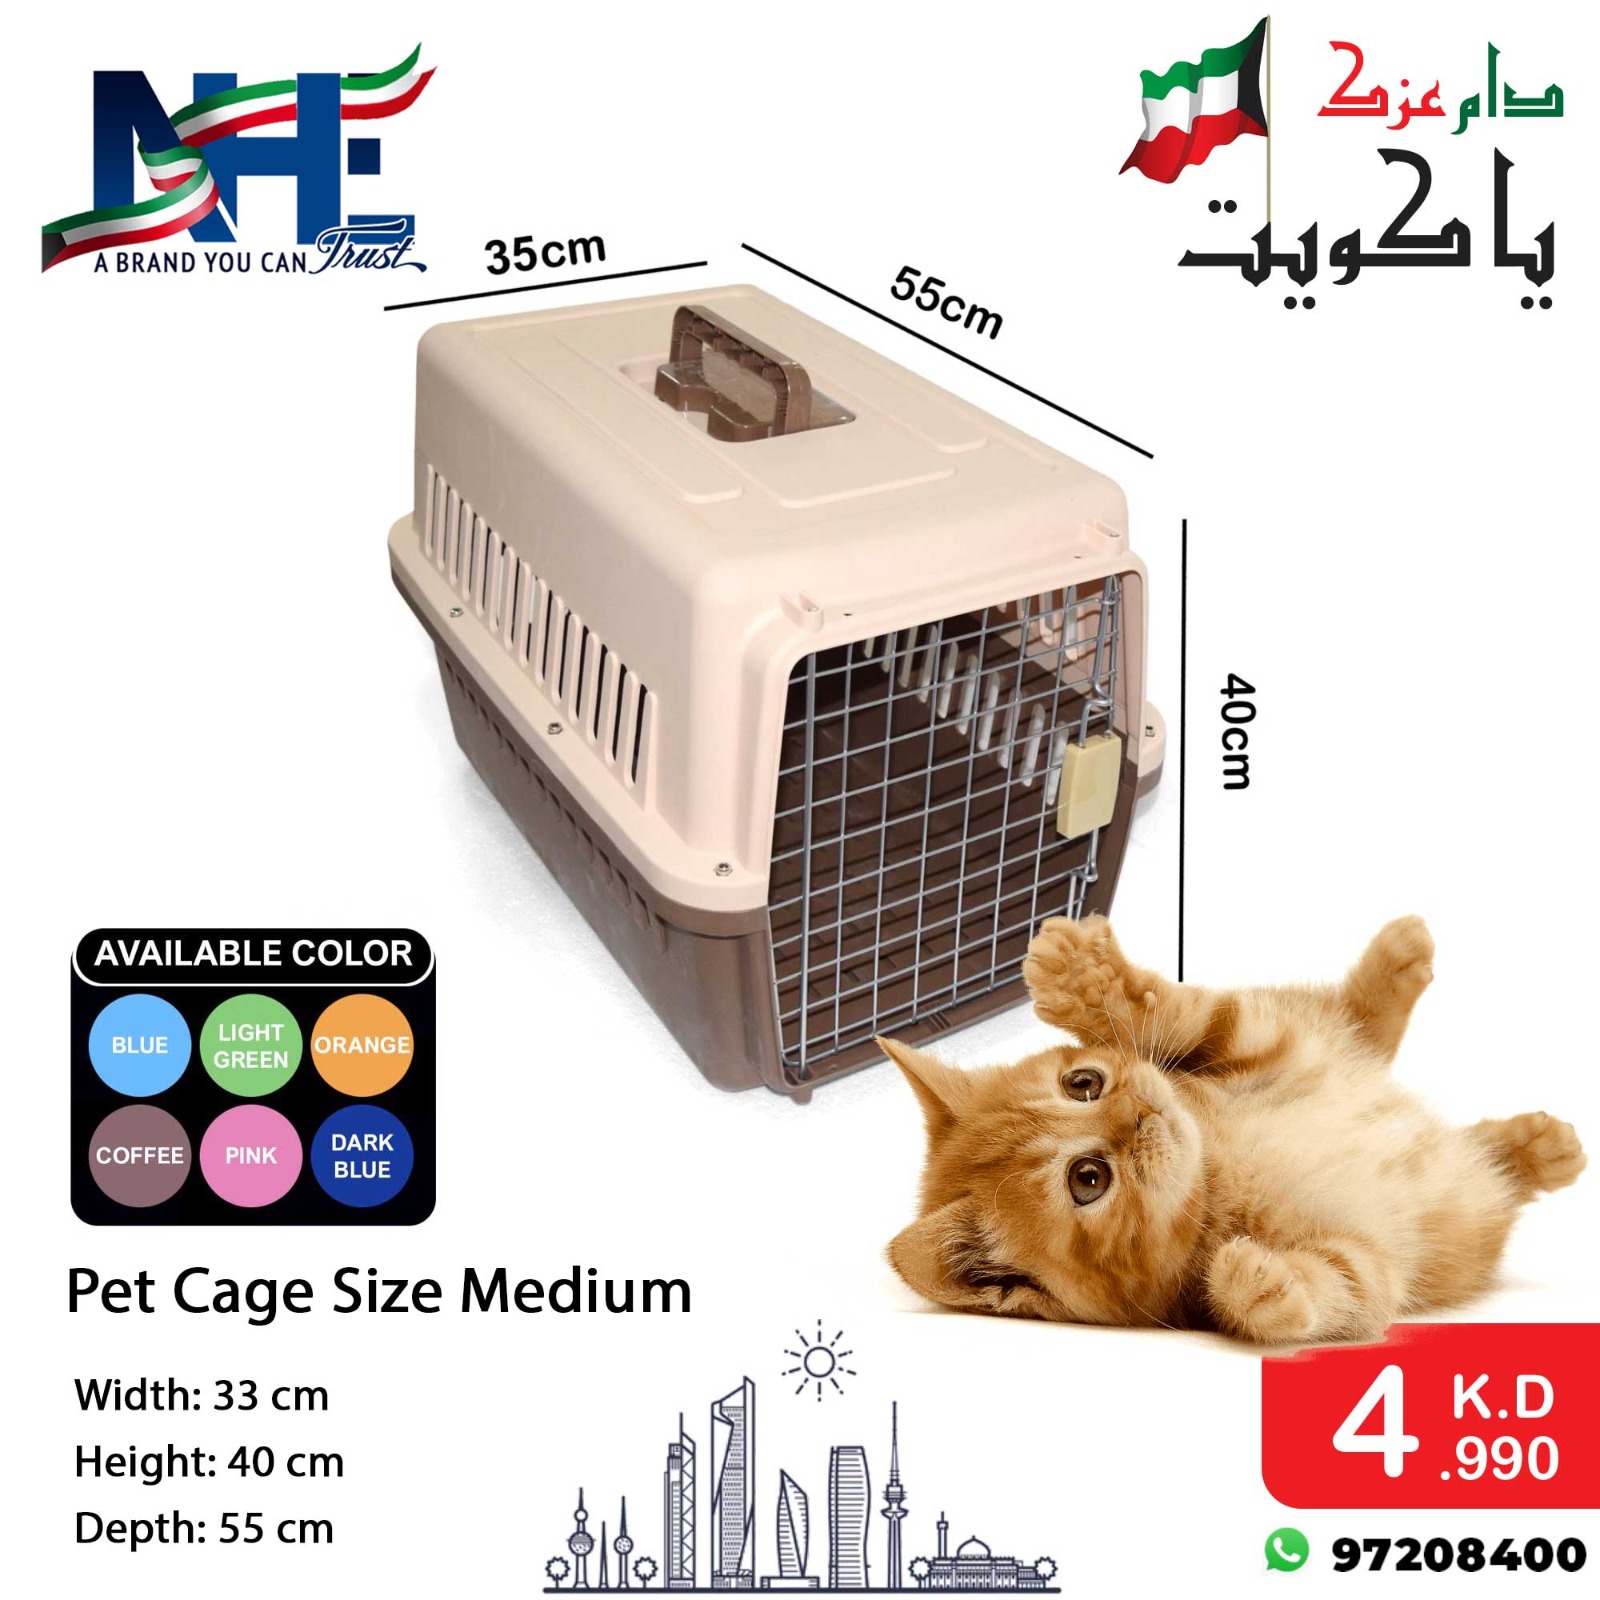 NHE
A BRAND YOU CAN Trust
دام عزك
يا كويت
35cm
55cm
40cm
AVAILABLE COLOR
BLUE
LIGHT GREEN
ORANGE
COFFEE
PINK
DARK BLUE
Pet Cage Size Medium
Width: 33 cm
Height: 40 cm
Depth: 55 cm
4 K.D
.990
97208400